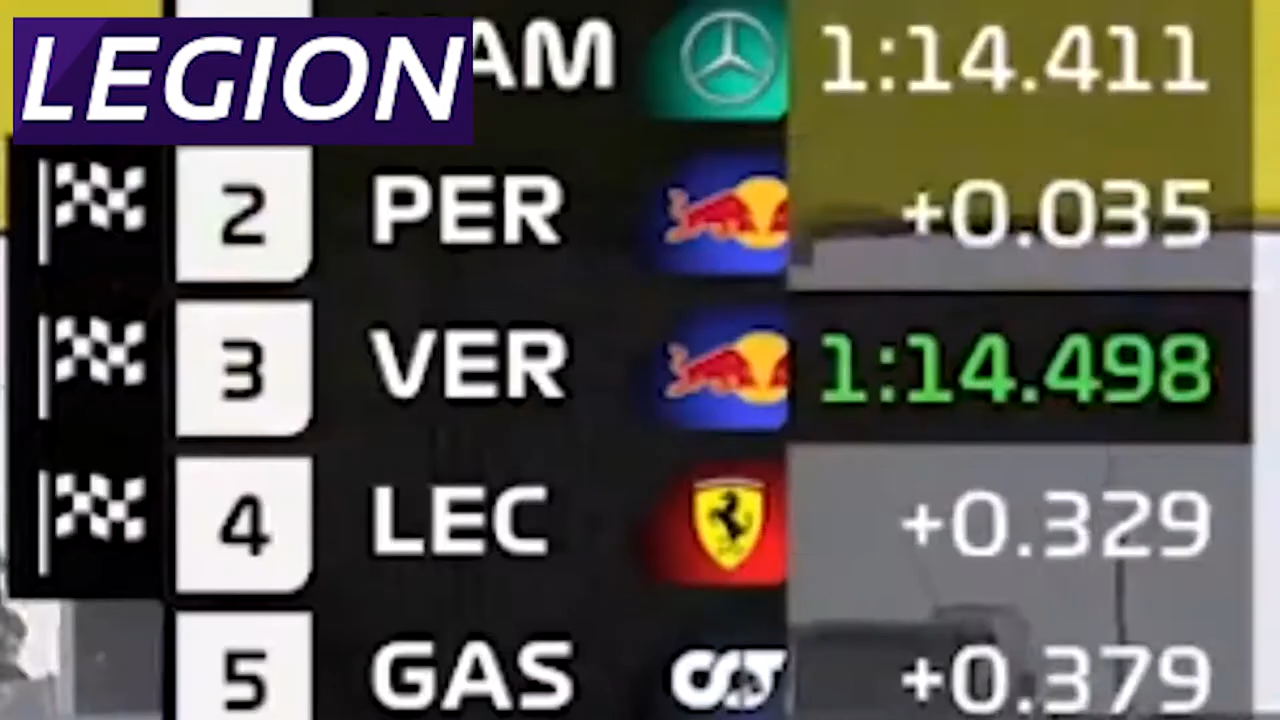 LEGION AM 1:14.411
2 PER +0.035
3 VER 1:14.498
4 LEC +0.329
5 GAS +0.379